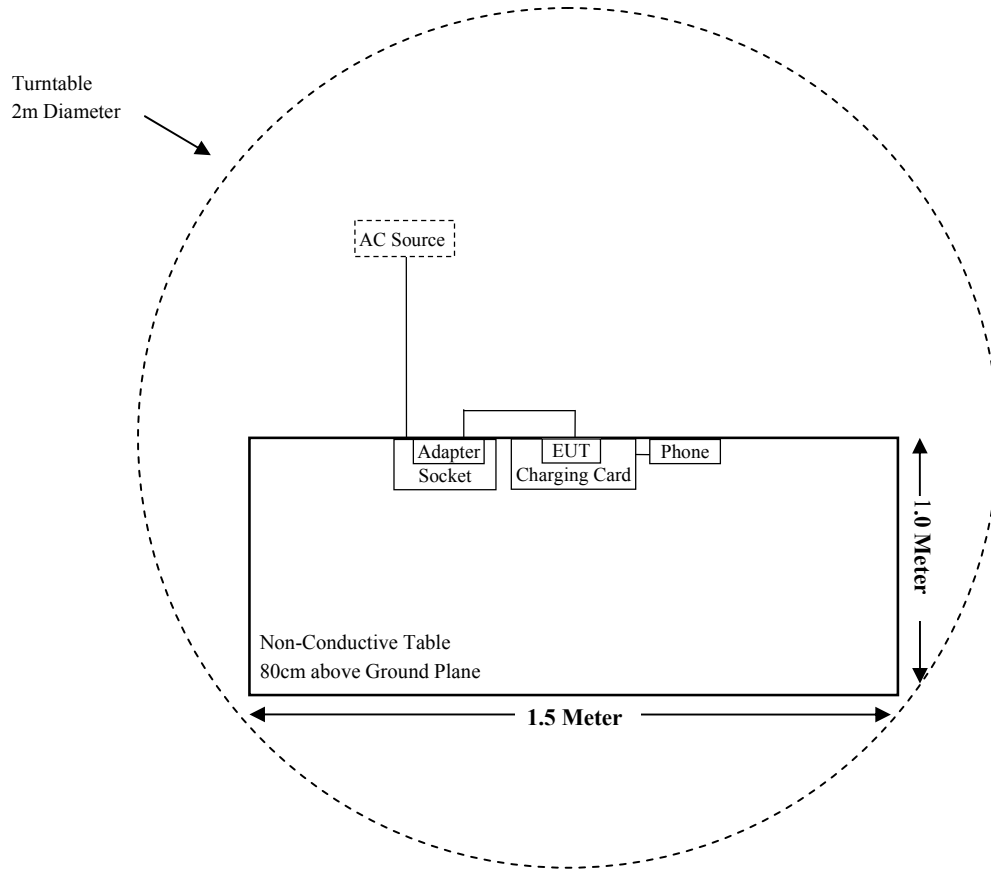 Turntable
2m Diameter
AC Source
Adapter
Socket
EUT
Charging Card
Phone
1.0 Meter
Non-Conductive Table
80cm above Ground Plane
1.5 Meter